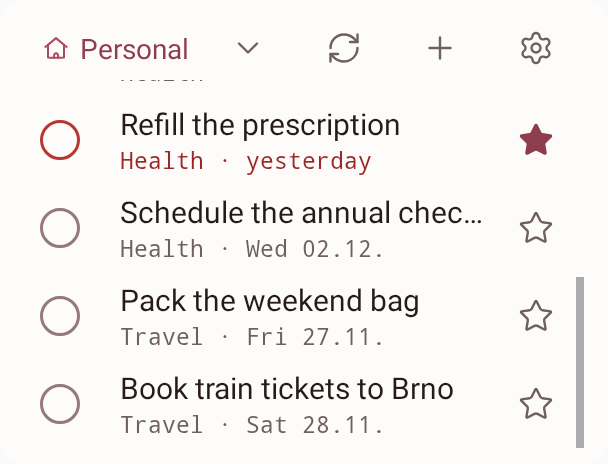 Personal
Refill the prescription
Health · yesterday
Schedule the annual chec…
Health · Wed 02.12.
Pack the weekend bag
Travel · Fri 27.11.
Book train tickets to Brno
Travel · Sat 28.11.